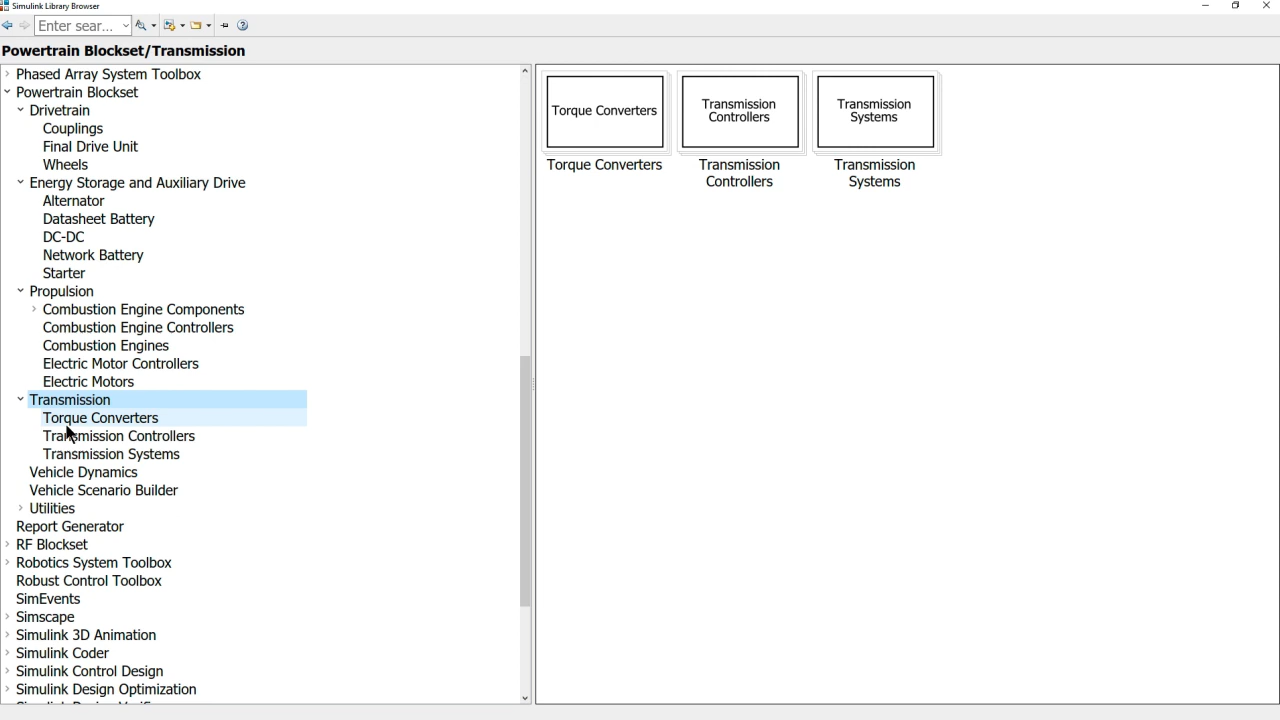 Simulink Library Browser
Enter sear...
Powertrain Blockset/Transmission
Phased Array System Toolbox
Powertrain Blockset
Drivetrain
Couplings
Final Drive Unit
Wheels
Energy Storage and Auxiliary Drive
Alternator
Datasheet Battery
DC-DC
Network Battery
Starter
Propulsion
Combustion Engine Components
Combustion Engine Controllers
Combustion Engines
Electric Motor Controllers
Electric Motors
Transmission
Torque Converters
Transmission Controllers
Transmission Systems
Vehicle Dynamics
Vehicle Scenario Builder
Utilities
Report Generator
RF Blockset
Robotics System Toolbox
Robust Control Toolbox
SimEvents
Simscape
Simulink 3D Animation
Simulink Coder
Simulink Control Design
Simulink Design Optimization
Torque Converters
Torque Converters
Transmission
Controllers
Transmission
Controllers
Transmission
Systems
Transmission
Systems